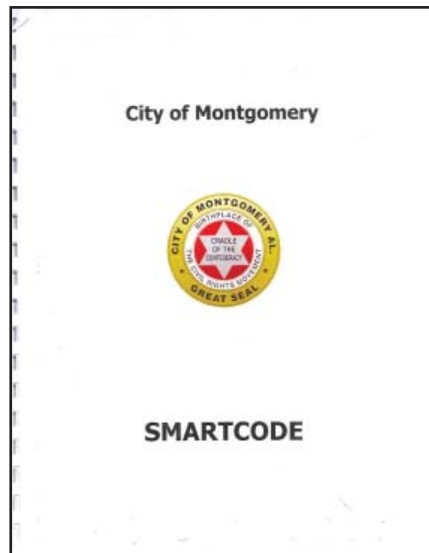 City of Montgomery
CITY OF MONTGOMERY AL.
BIRTHPLACE OF
CRADLE
OF THE
CONFEDERACY
THE CIVIL RIGHTS MOVEMENT
GREAT SEAL
SMARTCODE